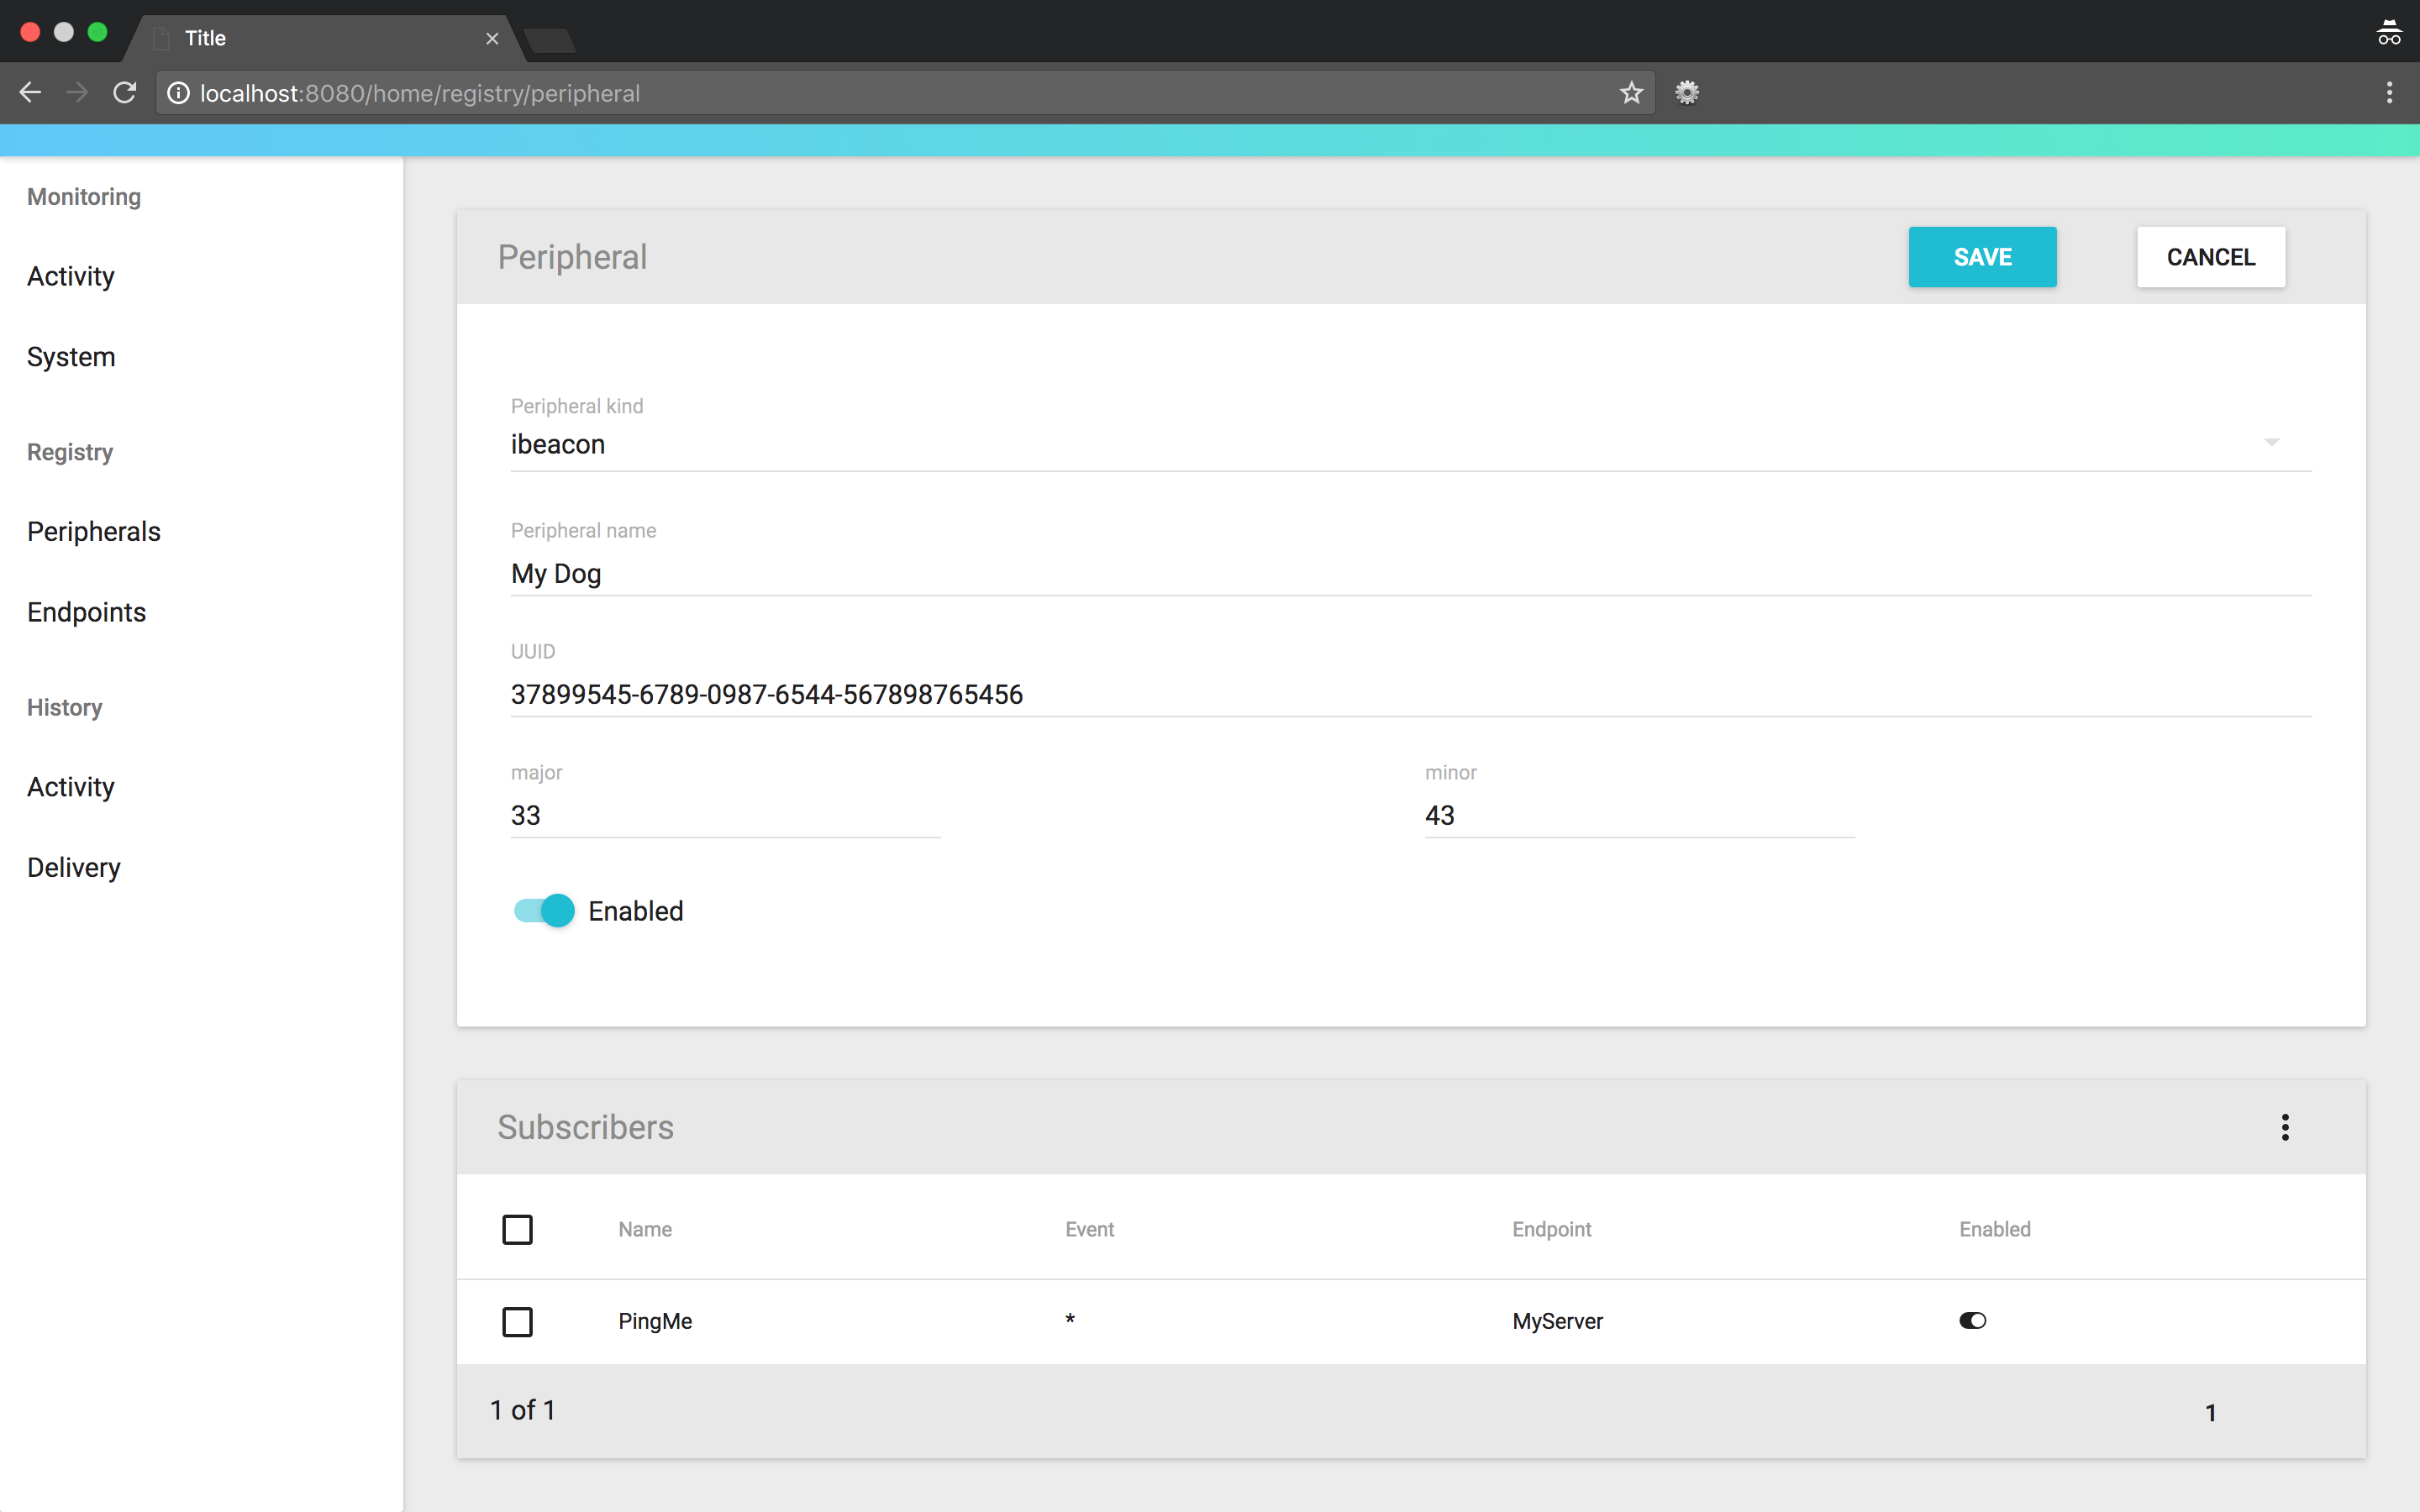 Title
localhost:8080/home/registry/peripheral
Monitoring
Activity
System
Registry
Peripherals
Endpoints
History
Activity
Delivery
Peripheral
SAVE
CANCEL
Peripheral kind
ibeacon
Peripheral name
My Dog
UUID
37899545-6789-0987-6544-567898765456
major
minor
33
43
Enabled
Subscribers
Name Event Endpoint Enabled
PingMe * MyServer
1 of 1
1